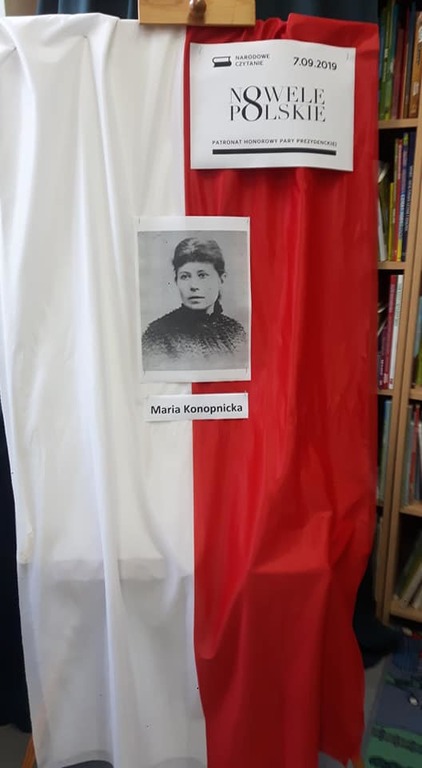 NARODOWE
CZYTANIE
7.09.2019
NOWELE
POLSKIE
PATRONAT HONOROWY PARY PREZYDENCKIEJ
Maria Konopnicka